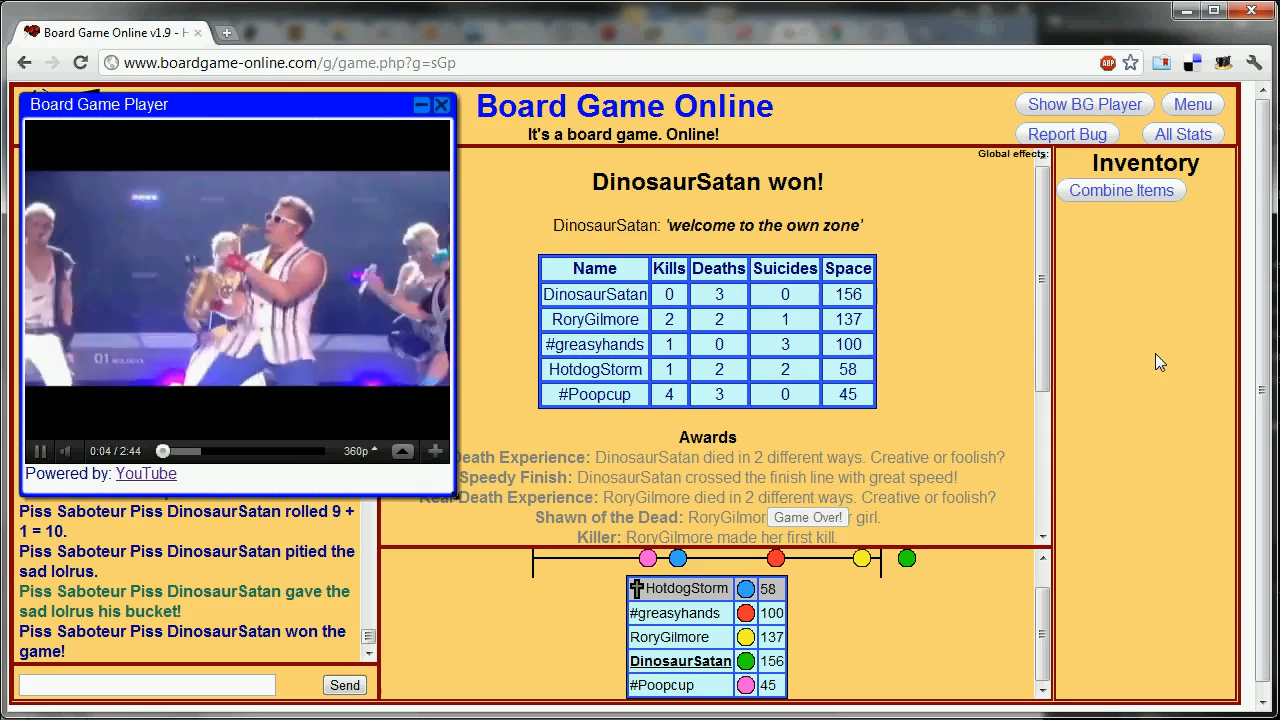 Board Game Online v1.9 - H
www.boardgame-online.com/g/game.php?g=sGp
ABP
Board Game Player
Board Game Online
It's a board game. Online!
Show BG Player
Menu
Report Bug
All Stats
Global effects:
DinosaurSatan won!
DinosaurSatan: 'welcome to the own zone'
Name Kills Deaths Suicides Space
DinosaurSatan 0 3 0 156
RoryGilmore 2 2 1 137
#greasyhands 1 0 3 100
HotdogStorm 1 2 2 58
#Poopcup 4 3 0 45
Awards
Death Experience: DinosaurSatan died in 2 different ways. Creative or foolish?
Speedy Finish: DinosaurSatan crossed the finish line with great speed!
Death Experience: RoryGilmore died in 2 different ways. Creative or foolish?
Shawn of the Dead: RoryGilmor Game Over! girl.
Killer: RoryGilmore made her first kill.
Inventory
Combine Items
01
0:04 / 2:44
360p
Powered by: YouTube
Piss Saboteur Piss DinosaurSatan rolled 9 +
1 = 10.
Piss Saboteur Piss DinosaurSatan pitied the
sad lolrus.
Piss Saboteur Piss DinosaurSatan gave the
sad lolrus his bucket!
Piss Saboteur Piss DinosaurSatan won the
game!
Send
HotdogStorm 58
#greasyhands 100
RoryGilmore 137
DinosaurSatan 156
#Poopcup 45